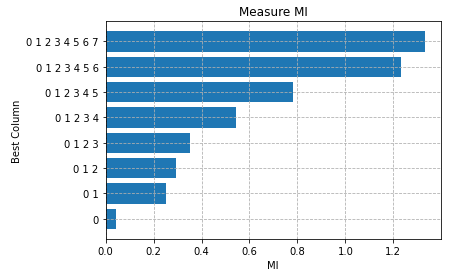 Measure MI
Best Column
0 1 2 3 4 5 6 7
0 1 2 3 4 5 6
0 1 2 3 4 5
0 1 2 3 4
0 1 2 3
0 1 2
0 1
0
0.0 0.2 0.4 0.6 0.8 1.0 1.2
MI